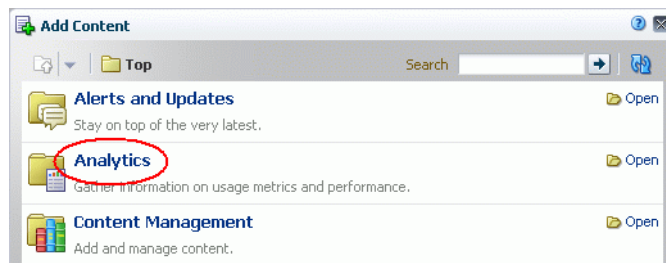 Add Content
Top Search
Alerts and Updates Open
Stay on top of the very latest.
Analytics Open
Gather information on usage metrics and performance.
Content Management Open
Add and manage content.